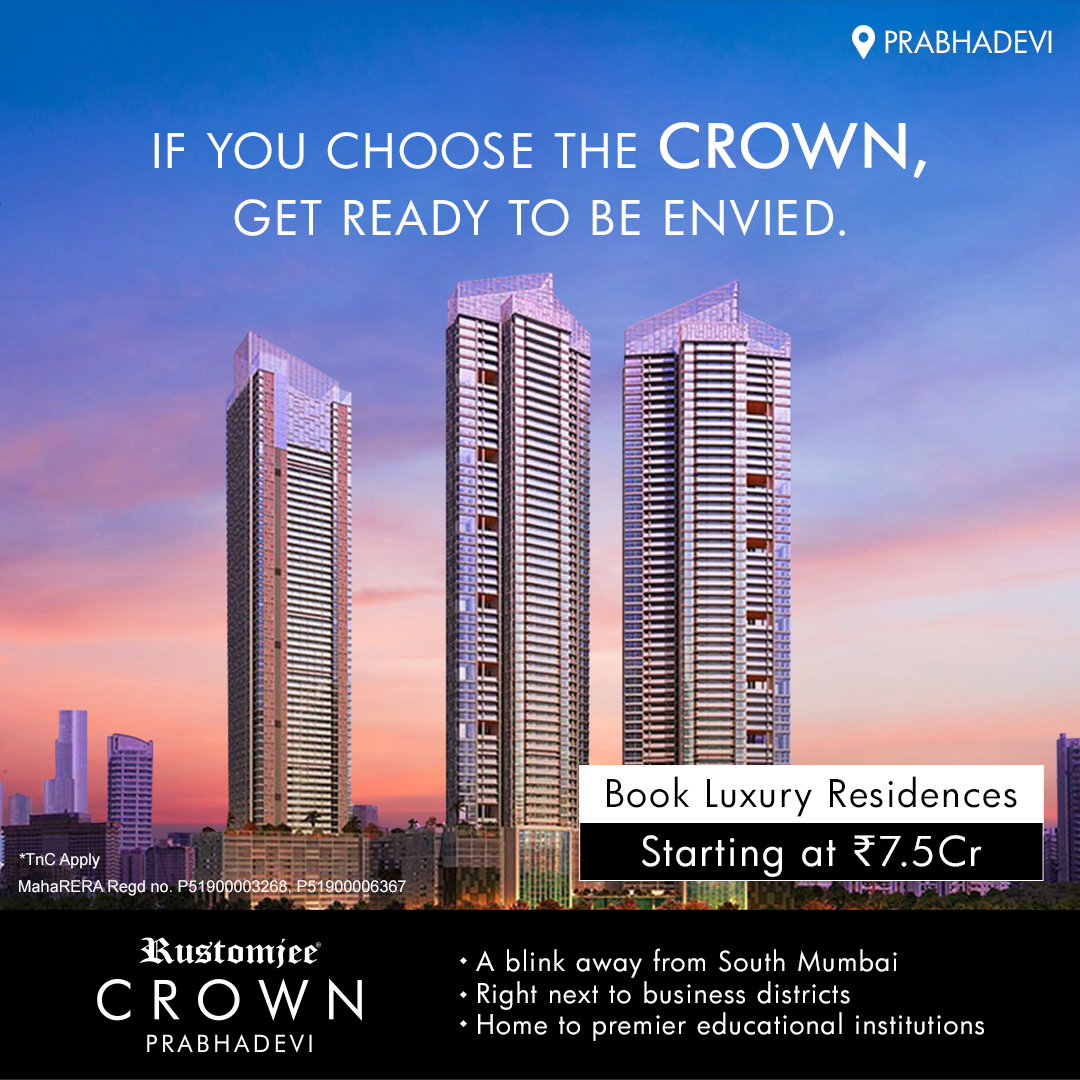 PRABHADEVI
IF YOU CHOOSE THE CROWN,
GET READY TO BE ENVIED.
Book Luxury Residences
Starting at ₹7.5Cr
*TnC Apply
MahaRERA Regd no. P51900003268, P51900006367
Rustomjee®
CROWN
PRABHADEVI
• A blink away from South Mumbai
• Right next to business districts
• Home to premier educational institutions